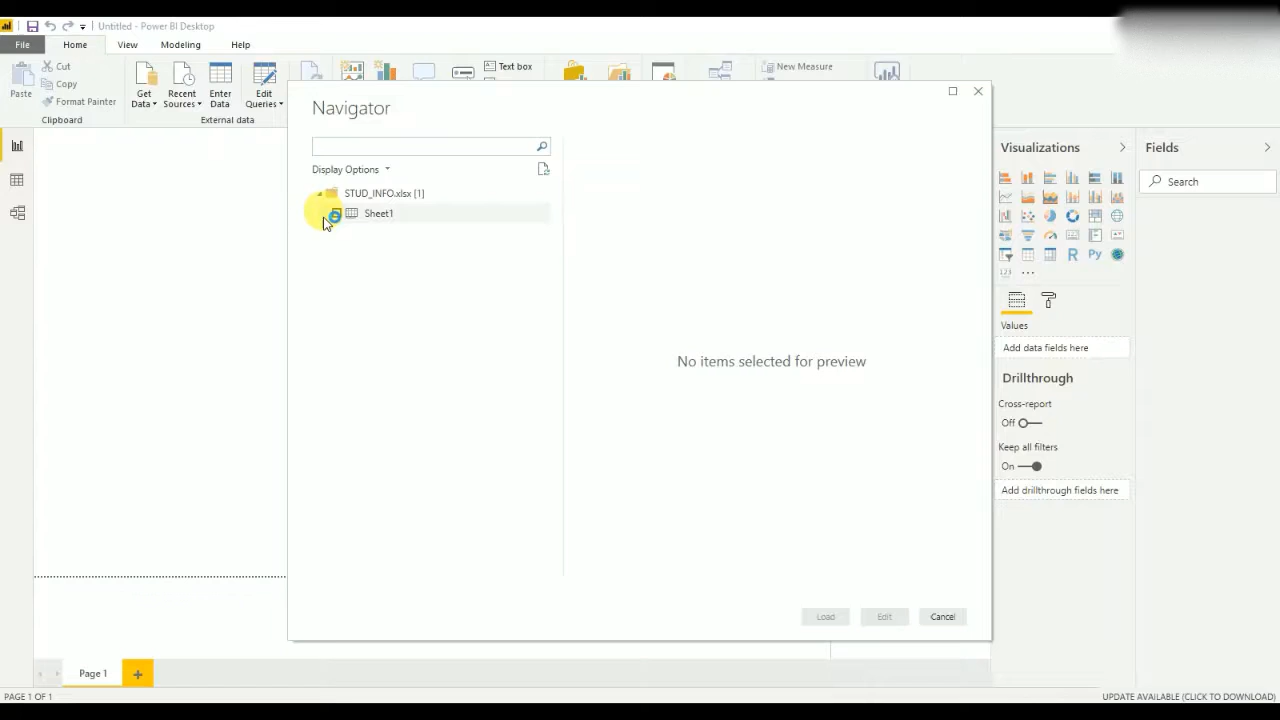 Untitled - Power BI Desktop
File
Home
View
Modeling
Help
Paste
Cut
Copy
Format Painter
Clipboard
Get Data
Recent Sources
Enter Data
Edit Queries
External data
Text box
New Measure
Navigator
Display Options
STUD_INFO.xlsx [1]
Sheet1
No items selected for preview
Load
Edit
Cancel
Visualizations
R
Py
123
Values
Add data fields here
Drillthrough
Cross-report
Off
Keep all filters
On
Add drillthrough fields here
Fields
Search
Page 1
PAGE 1 OF 1
UPDATE AVAILABLE (CLICK TO DOWNLOAD)